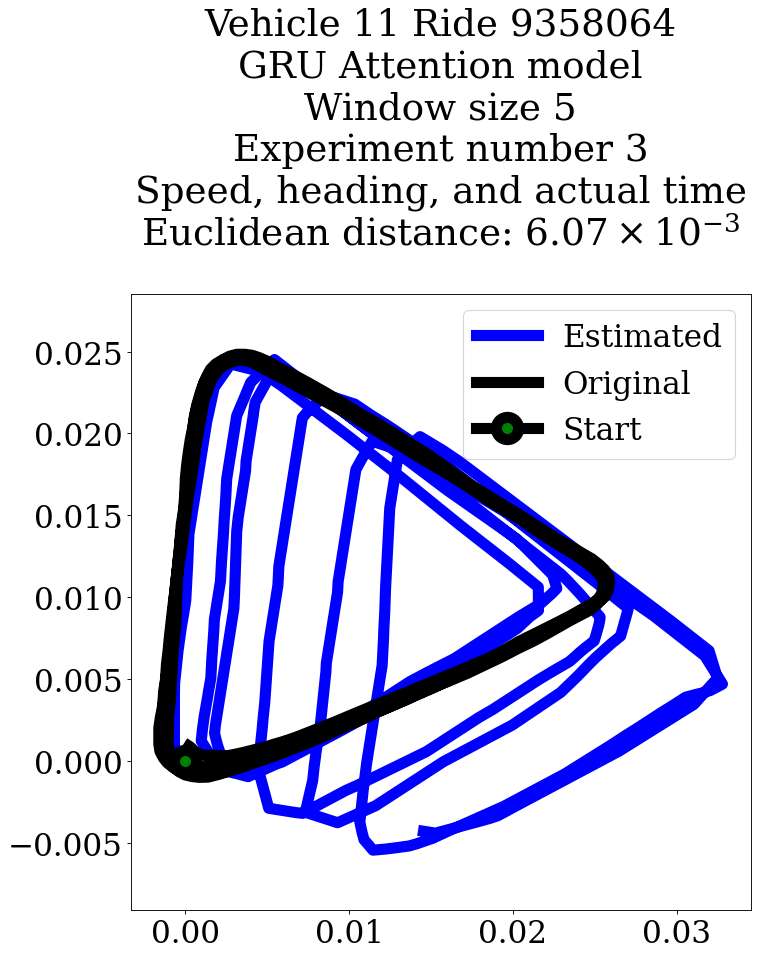 Vehicle 11 Ride 9358064
GRU Attention model
Window size 5
Experiment number 3
Speed, heading, and actual time
Euclidean distance: 6.07 × 10⁻³
Estimated
Original
Start
0.025
0.020
0.015
0.010
0.005
0.000
−0.005
0.00 0.01 0.02 0.03